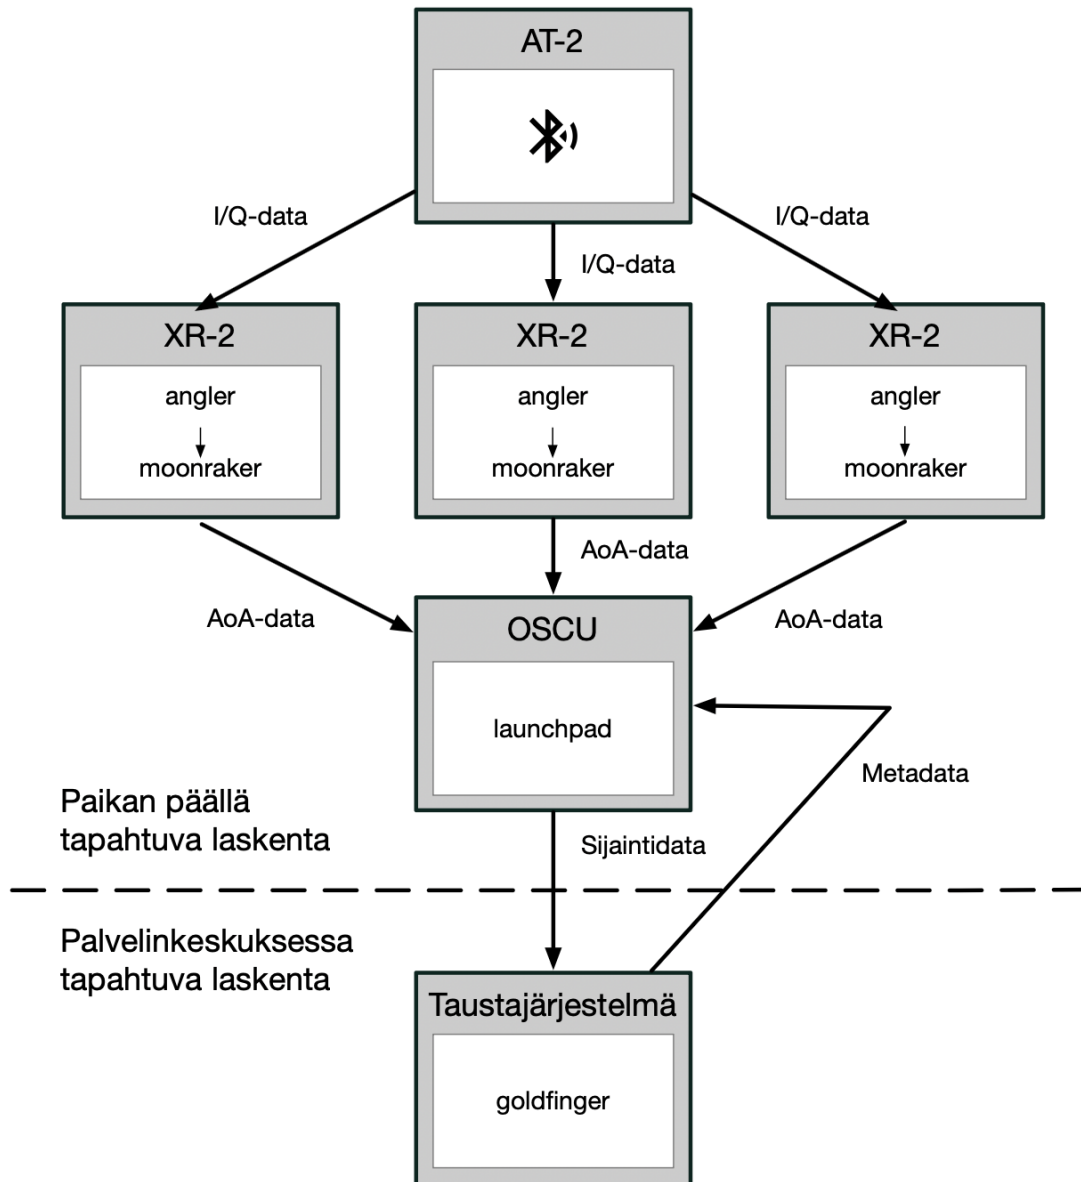 AT-2
I/Q-data
I/Q-data
I/Q-data
XR-2
angler
moonraker
XR-2
angler
moonraker
XR-2
angler
moonraker
AoA-data
AoA-data
AoA-data
OSCU
launchpad
Metadata
Paikan päällä
tapahtuva laskenta
Sijaintidata
Palvelinkeskuksessa
tapahtuva laskenta
Taustajärjestelmä
goldfinger